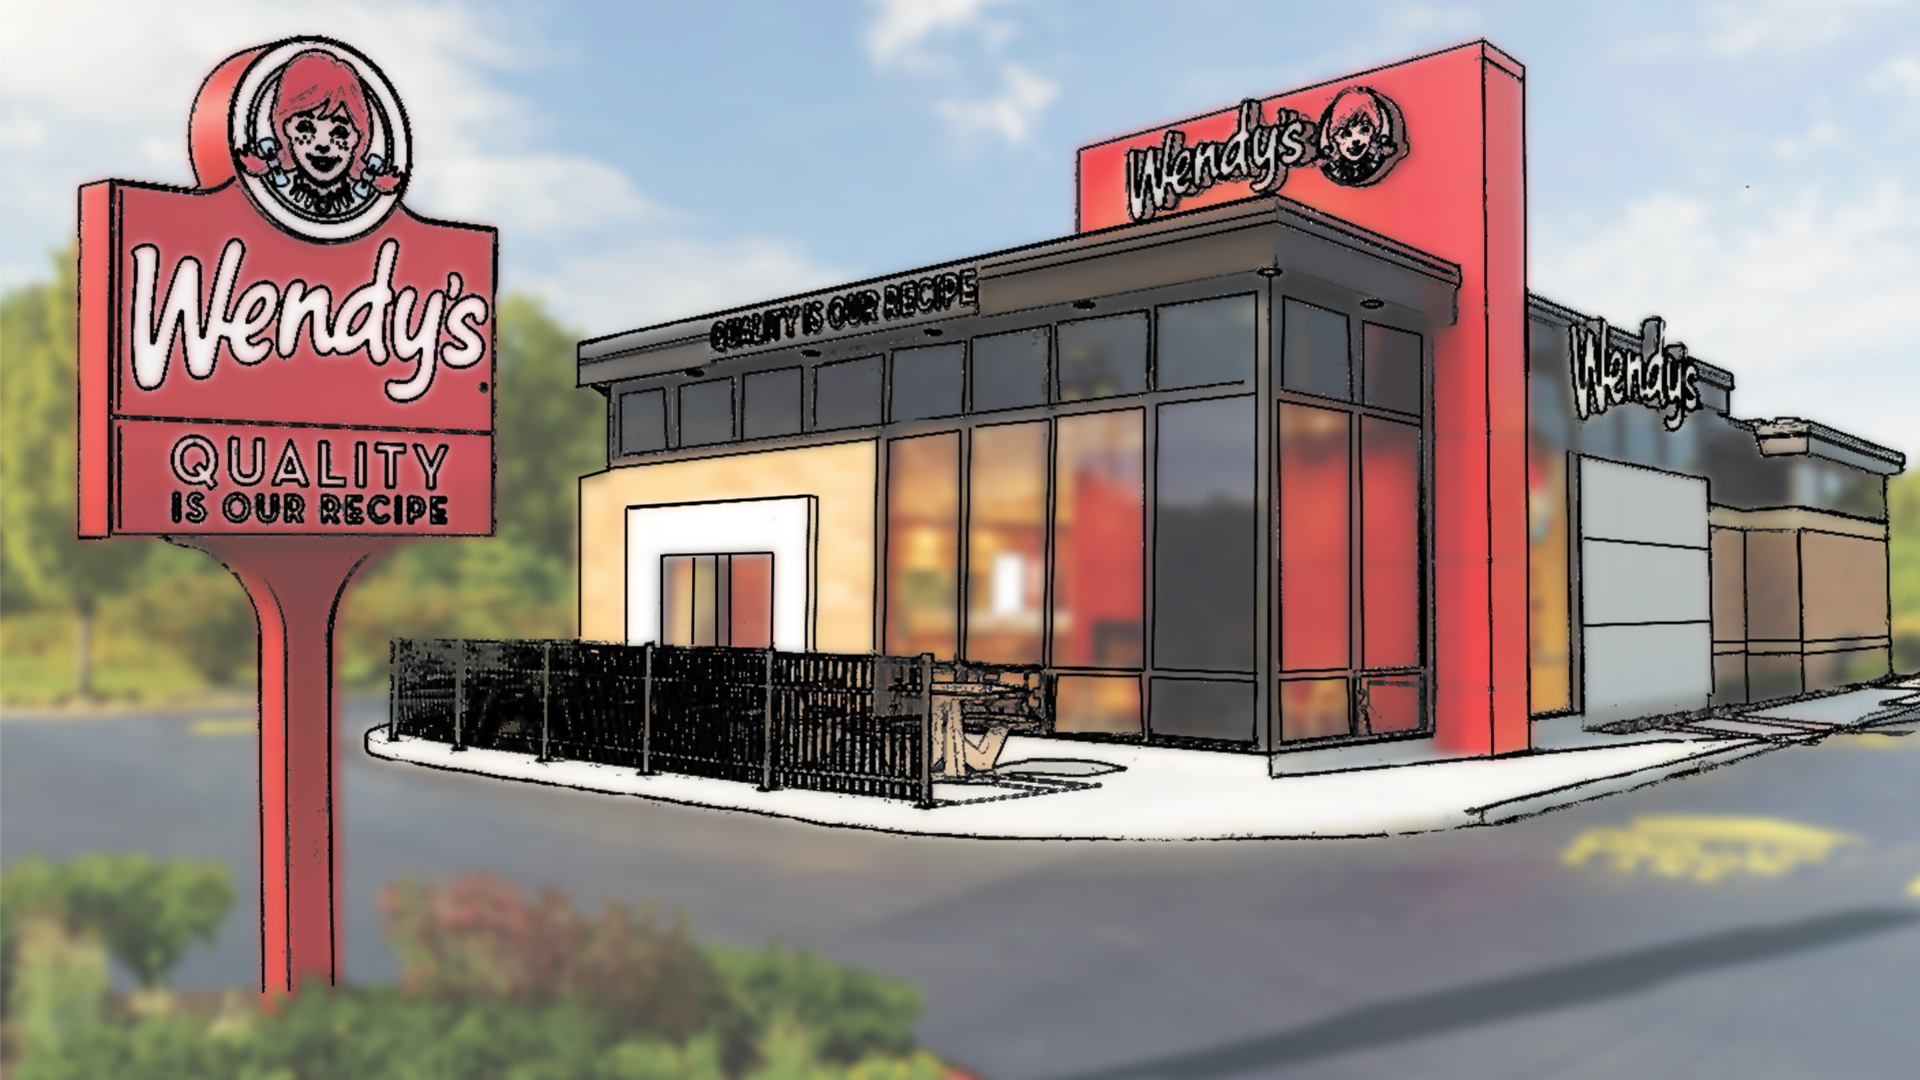 Wendy's
QUALITY
IS OUR RECIPE
QUALITY IS OUR RECIPE
Wendy's
Wendy's